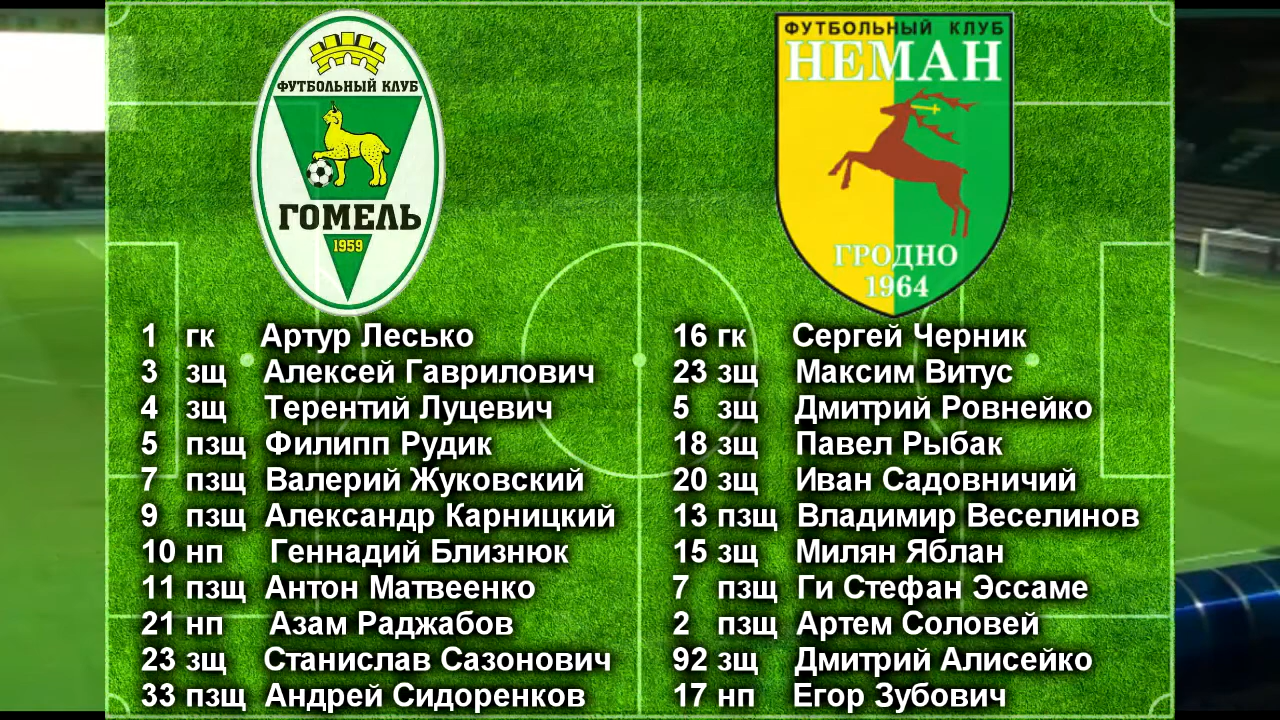 ФУТБОЛЬНЫЙ КЛУБ
ГОМЕЛЬ
1959
ФУТБОЛЬНЫЙ КЛУБ
НЕМАН
ГРОДНО
1964
1 гк Артур Лесько
3 зщ Алексей Гаврилович
4 зщ Терентий Луцевич
5 пзщ Филипп Рудик
7 пзщ Валерий Жуковский
9 пзщ Александр Карницкий
10 нп Геннадий Близнюк
11 пзщ Антон Матвеенко
21 нп Азам Раджабов
23 зщ Станислав Сазонович
33 пзщ Андрей Сидоренков
16 гк Сергей Черник
23 зщ Максим Витус
5 зщ Дмитрий Ровнейко
18 зщ Павел Рыбак
20 зщ Иван Садовничий
13 пзщ Владимир Веселинов
15 зщ Милян Яблан
7 пзщ Ги Стефан Эссаме
2 пзщ Артем Соловей
92 зщ Дмитрий Алисейко
17 нп Егор Зубович